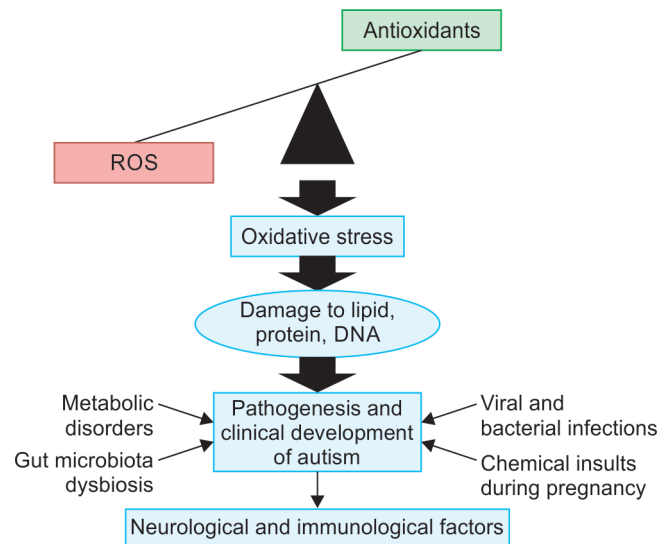 Antioxidants
ROS
Oxidative stress
Damage to lipid,
protein, DNA
Metabolic
disorders
Gut microbiota
dysbiosis
Pathogenesis and
clinical development
of autism
Viral and
bacterial infections
Chemical insults
during pregnancy
Neurological and immunological factors